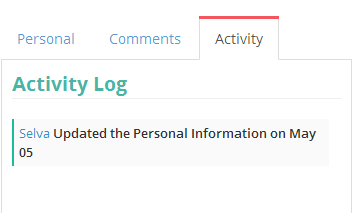 Personal Comments Activity
Activity Log
Selva Updated the Personal Information on May
05